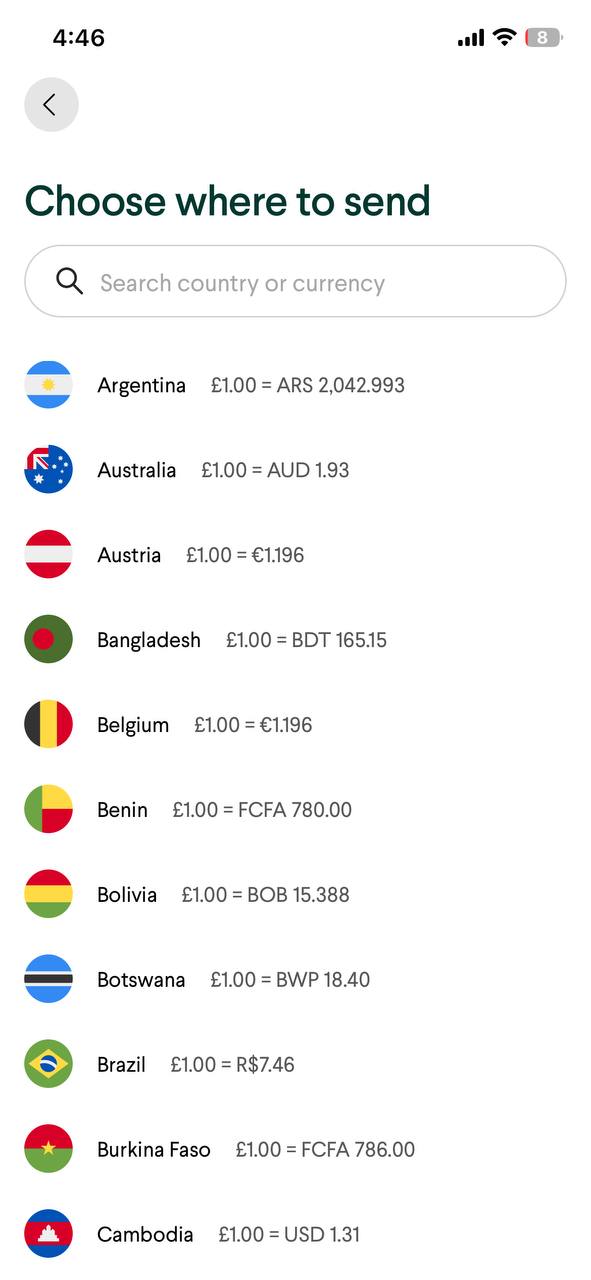 4:46
8
Choose where to send
Search country or currency
Argentina £1.00 = ARS 2,042.993
Australia £1.00 = AUD 1.93
Austria £1.00 = €1.196
Bangladesh £1.00 = BDT 165.15
Belgium £1.00 = €1.196
Benin £1.00 = FCFA 780.00
Bolivia £1.00 = BOB 15.388
Botswana £1.00 = BWP 18.40
Brazil £1.00 = R$7.46
Burkina Faso £1.00 = FCFA 786.00
Cambodia £1.00 = USD 1.31